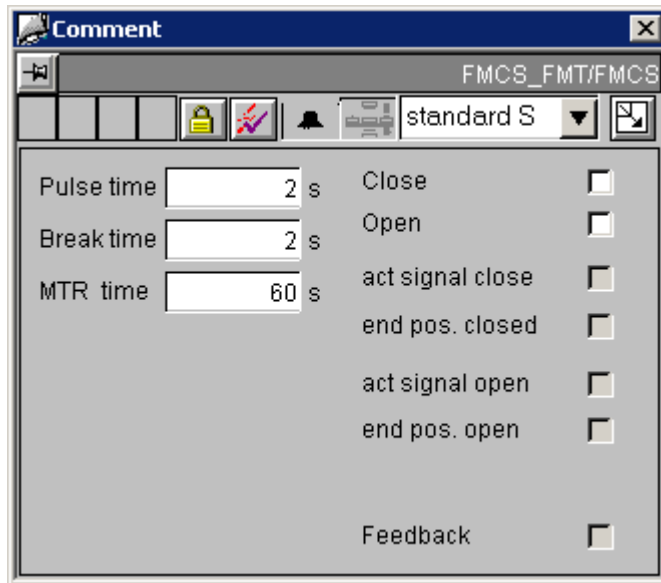 Comment
FMCS_FMT/FMCS
standard S
Pulse time 2 s
Break time 2 s
MTR time 60 s
Close
Open
act signal close
end pos. closed
act signal open
end pos. open
Feedback